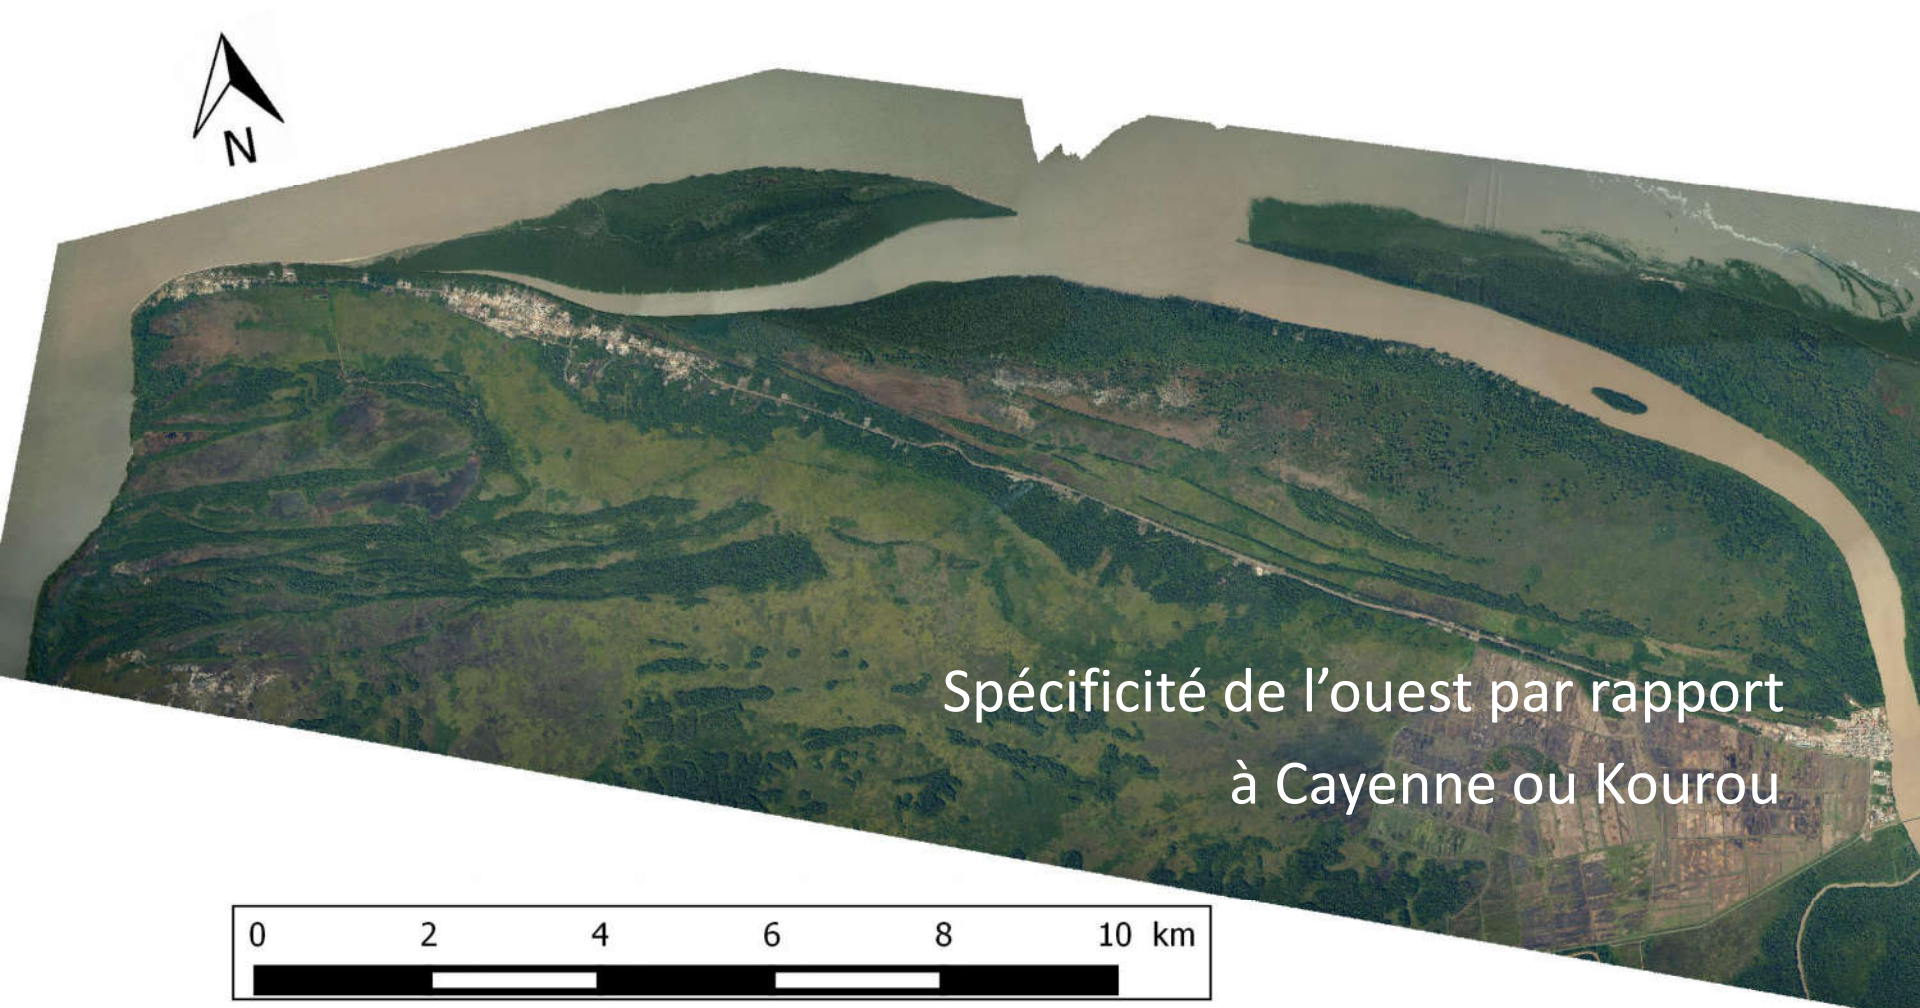 N
Spécificité de l’ouest par rapport
à Cayenne ou Kourou
0 2 4 6 8 10 km